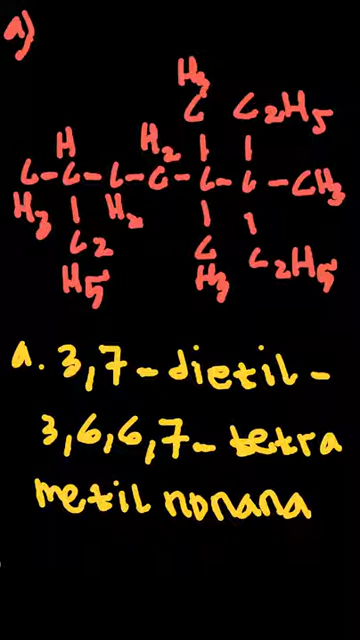 a)
H3
C C2H5
H H2 | |
C-C-C-C-C-C-CH3
H3 | H2 | |
C2 C C2H5
H5 H3
a. 3,7-dietil-
3,6,6,7-tetra
metil nonana